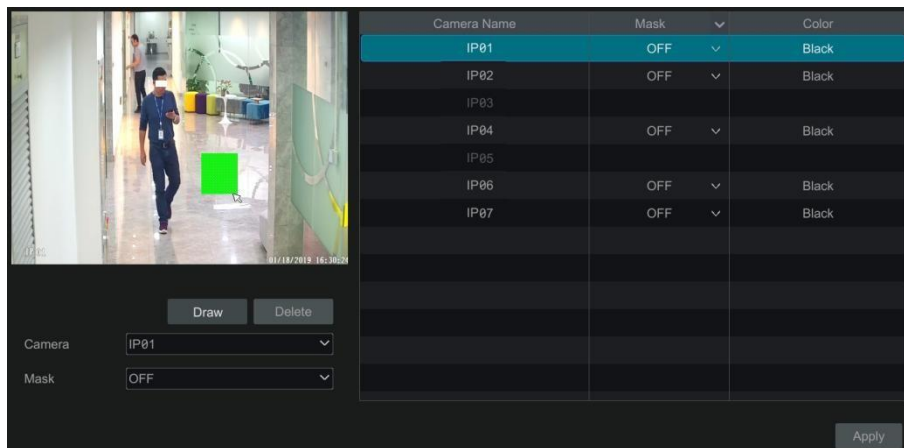 Camera Name Mask Color
IP01 OFF Black
IP02 OFF Black
IP03
IP04 OFF Black
IP05
IP06 OFF Black
IP07 OFF Black
01/18/2019 16:30:24
Draw Delete
Camera IP01
Mask OFF
Apply